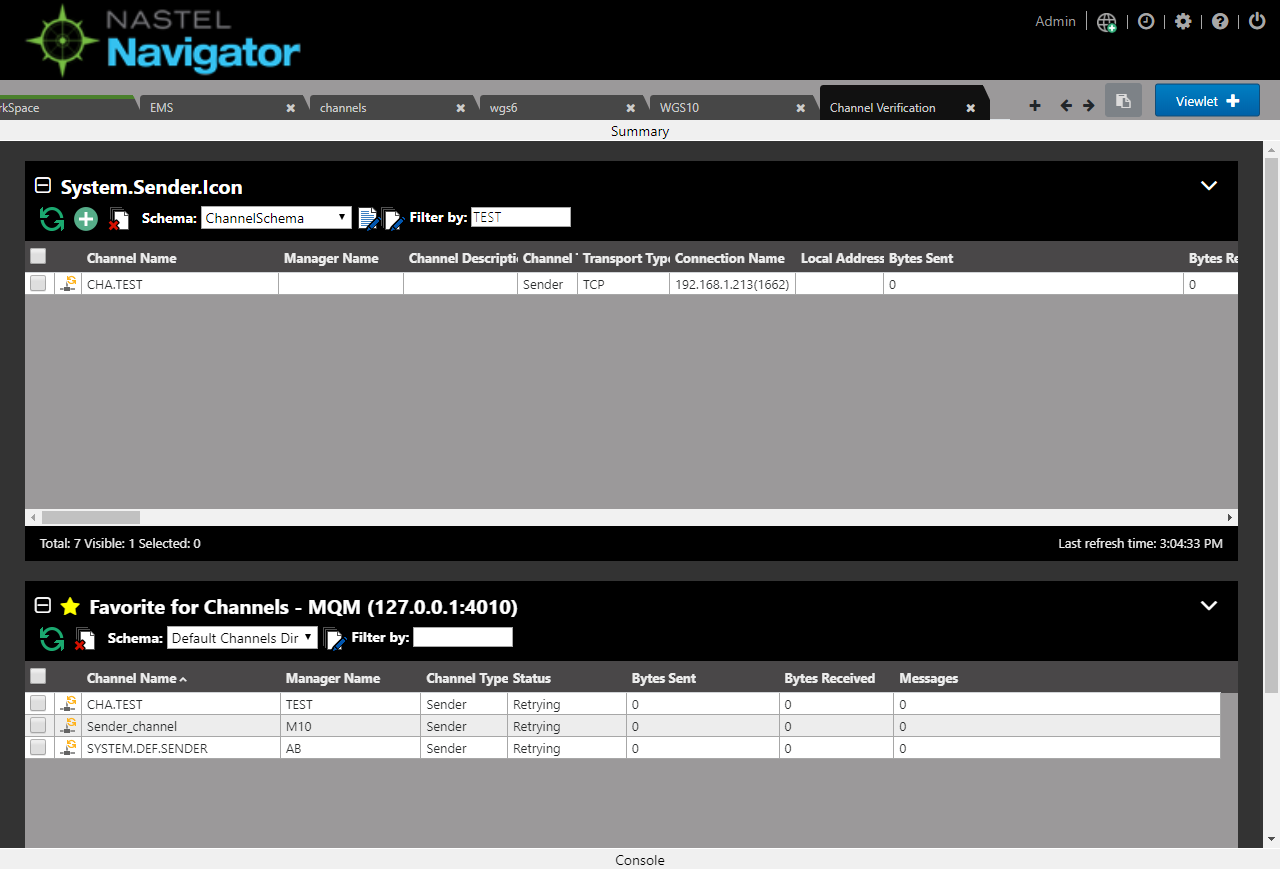 NASTEL
Navigator
Admin
rkSpace EMS channels wgs6 WGS10 Channel Verification Viewlet
Summary
System.Sender.Icon
Schema: ChannelSchema Filter by: TEST
Channel Name Manager Name Channel Descriptio Channel T Transport Type Connection Name Local Address Bytes Sent Bytes Re
CHA.TEST Sender TCP 192.168.1.213(1662) 0 0
Total: 7 Visible: 1 Selected: 0 Last refresh time: 3:04:33 PM
Favorite for Channels - MQM (127.0.0.1:4010)
Schema: Default Channels Dir Filter by:
Channel Name Manager Name Channel Type Status Bytes Sent Bytes Received Messages
CHA.TEST TEST Sender Retrying 0 0 0
Sender_channel M10 Sender Retrying 0 0 0
SYSTEM.DEF.SENDER AB Sender Retrying 0 0 0
Console